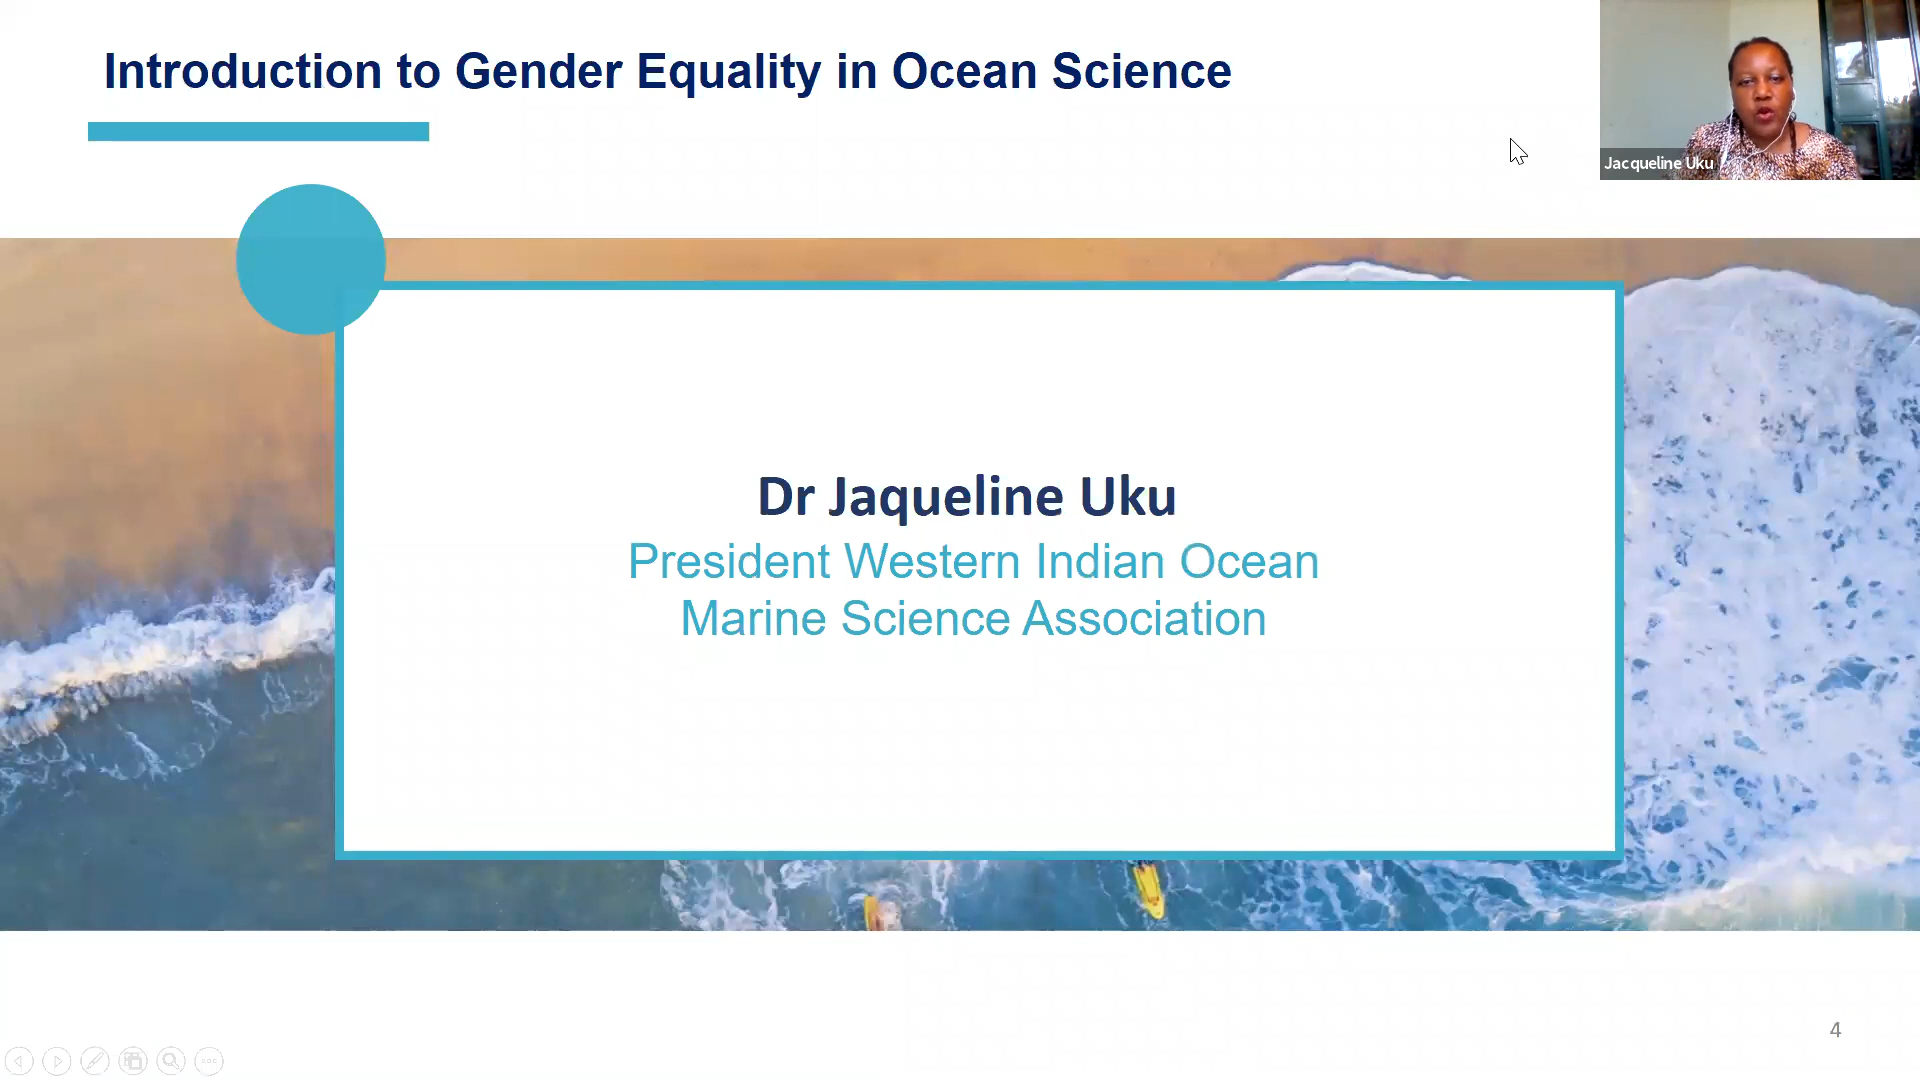 Introduction to Gender Equality in Ocean Science
Jacqueline Uku
Dr Jaqueline Uku
President Western Indian Ocean
Marine Science Association
4